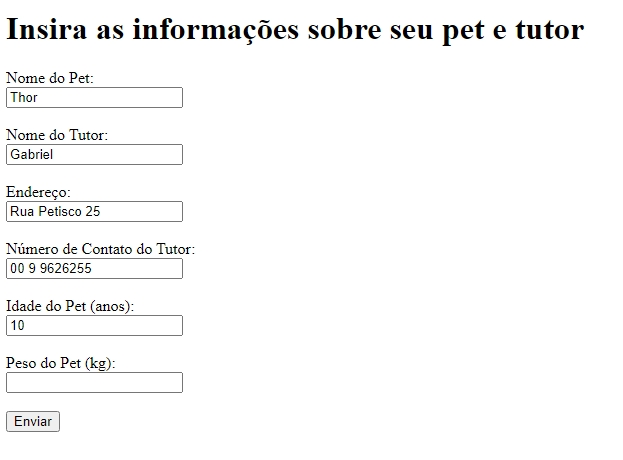 Insira as informações sobre seu pet e tutor
Nome do Pet:
Thor
Nome do Tutor:
Gabriel
Endereço:
Rua Petisco 25
Número de Contato do Tutor:
00 9 9626255
Idade do Pet (anos):
10
Peso do Pet (kg):
Enviar